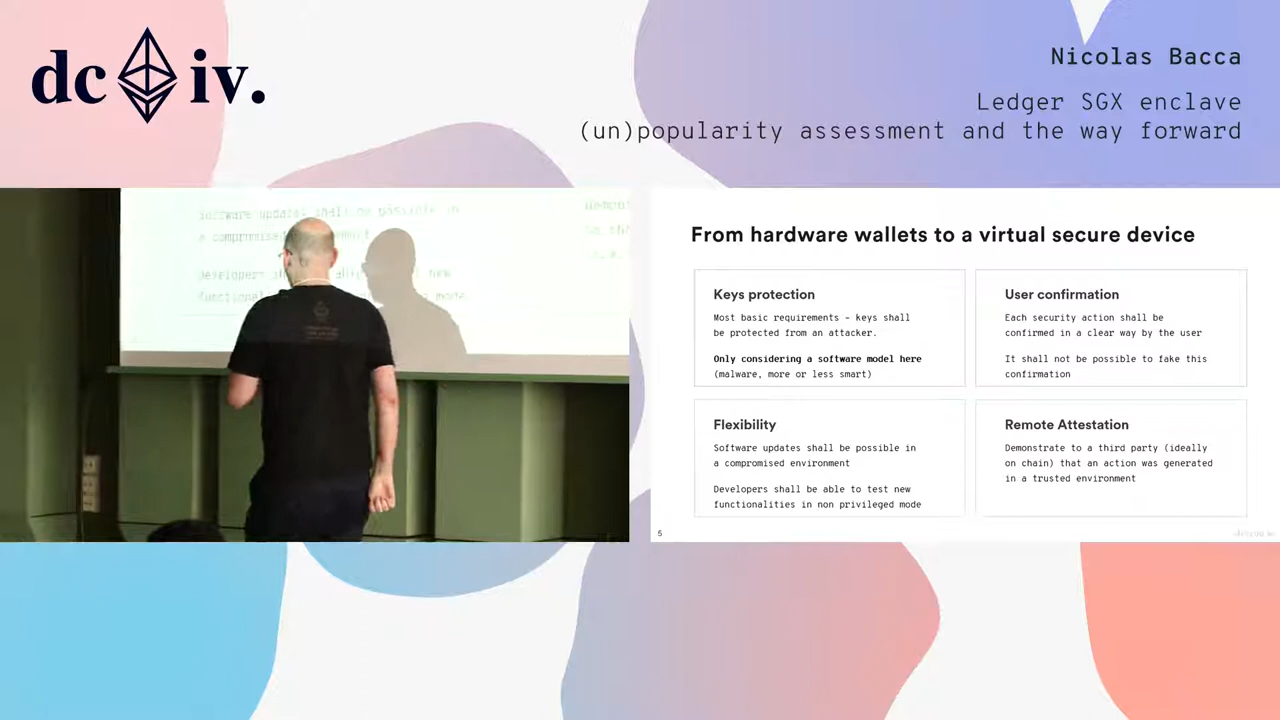 dc iv.
Nicolas Bacca
Ledger SGX enclave
(un)popularity assessment and the way forward
From hardware wallets to a virtual secure device
Keys protection
Most basic requirements – keys shall
be protected from an attacker.
Only considering a software model here
(malware, more or less smart)
User confirmation
Each security action shall be
confirmed in a clear way by the user
It shall not be possible to fake this
confirmation
Flexibility
Software updates shall be possible in
a compromised environment
Developers shall be able to test new
functionalities in non privileged mode
Remote Attestation
Demonstrate to a third party (ideally
on chain) that an action was generated
in a trusted environment
5